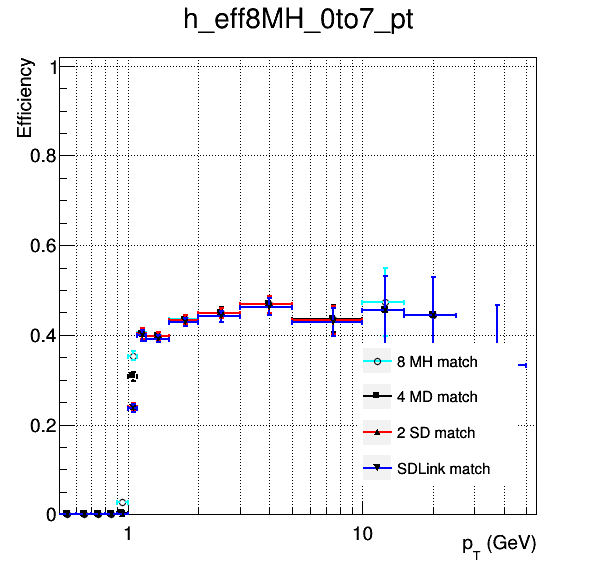 h_eff8MH_0to7_pt
Efficiency
1
0.8
0.6
0.4
0.2
0
8 MH match
4 MD match
2 SD match
SDLink match
1
10
p_T (GeV)